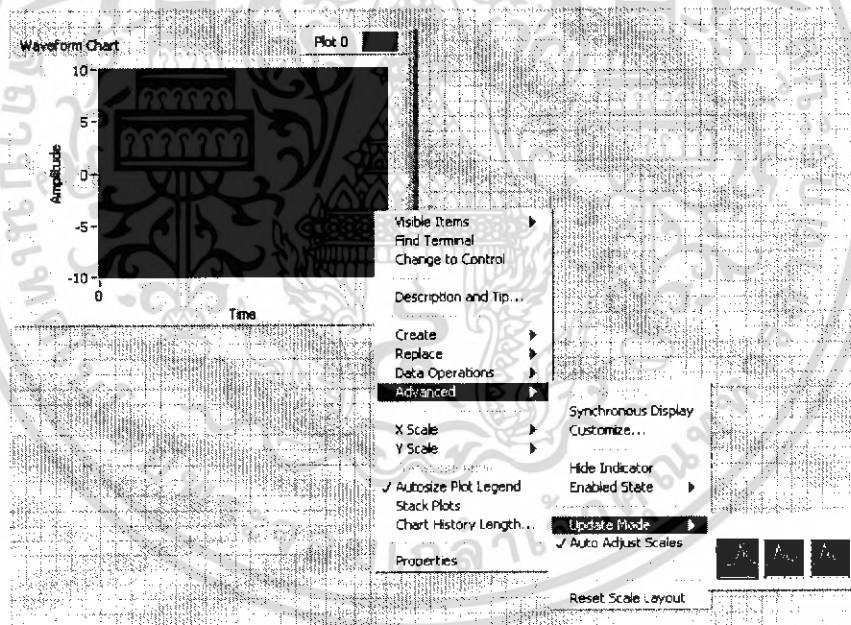 Waveform Chart
Plot 0
10
5
0
-5
-10
Amplitude
0
Time
Visible Items
Find Terminal
Change to Control
Description and Tip...
Create
Replace
Data Operations
Advanced
X Scale
Y Scale
✓ Autosize Plot Legend
Stack Plots
Chart History Length...
Properties
Synchronous Display
Customize...
Hide Indicator
Enabled State
Update Mode
✓ Auto Adjust Scales
Reset Scale Layout